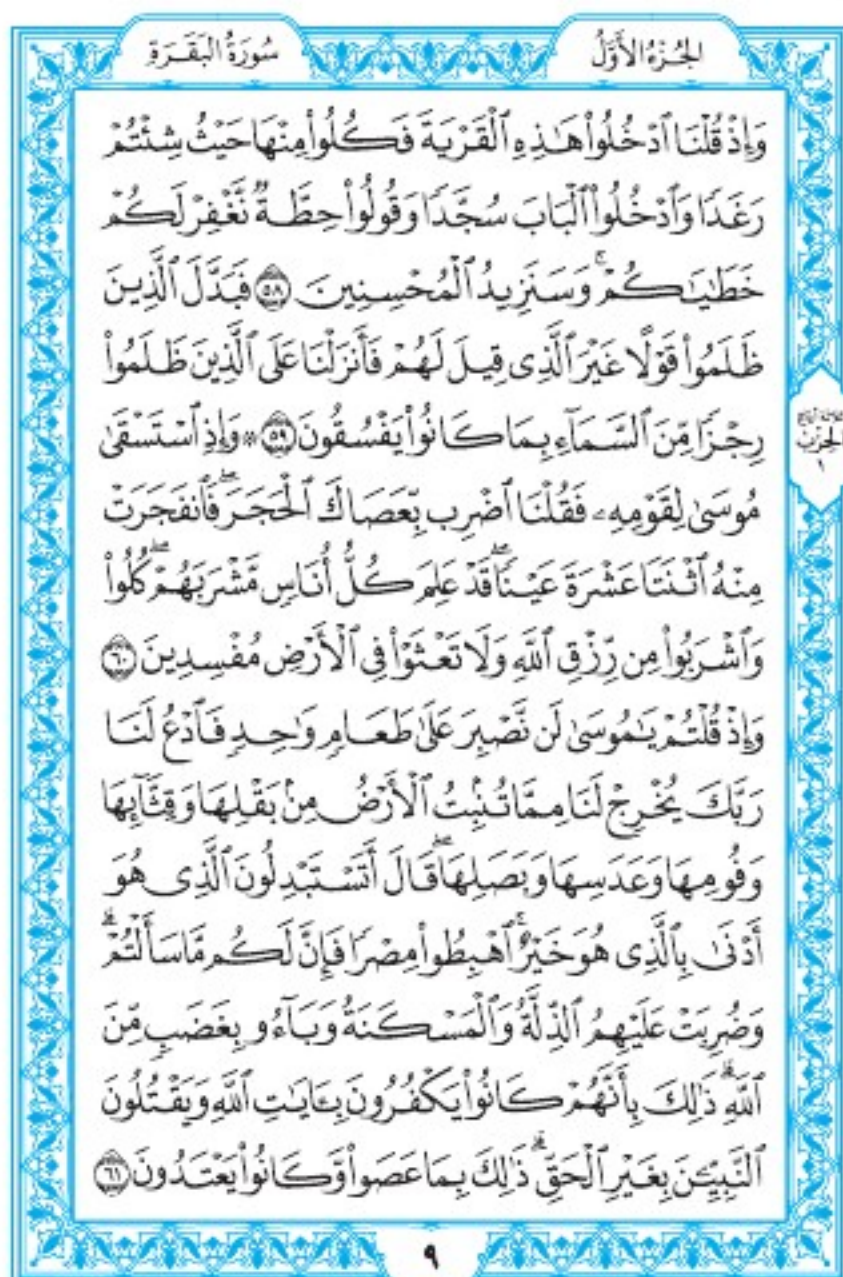 الجُزْءُ الأَوَّلُ
سُورَةُ البَقَرَةِ
وَإِذْ قُلْنَا ٱدْخُلُوا۟ هَـٰذِهِ ٱلْقَرْيَةَ فَكُلُوا۟ مِنْهَا حَيْثُ شِئْتُمْ
رَغَدًا وَٱدْخُلُوا۟ ٱلْبَابَ سُجَّدًا وَقُولُوا۟ حِطَّةٌ نَّغْفِرْ لَكُمْ
خَطَـٰيَـٰكُمْ ۚ وَسَنَزِيدُ ٱلْمُحْسِنِينَ ٥٨ فَبَدَّلَ ٱلَّذِينَ
ظَلَمُوا۟ قَوْلًا غَيْرَ ٱلَّذِى قِيلَ لَهُمْ فَأَنزَلْنَا عَلَى ٱلَّذِينَ ظَلَمُوا۟
رِجْزًا مِّنَ ٱلسَّمَآءِ بِمَا كَانُوا۟ يَفْسُقُونَ ٥٩ ۞ وَإِذِ ٱسْتَسْقَىٰ
مُوسَىٰ لِقَوْمِهِۦ فَقُلْنَا ٱضْرِب بِّعَصَاكَ ٱلْحَجَرَ ۖ فَٱنفَجَرَتْ
مِنْهُ ٱثْنَتَا عَشْرَةَ عَيْنًا ۖ قَدْ عَلِمَ كُلُّ أُنَاسٍ مَّشْرَبَهُمْ ۖ كُلُوا۟
وَٱشْرَبُوا۟ مِن رِّزْقِ ٱللَّهِ وَلَا تَعْثَوْا۟ فِى ٱلْأَرْضِ مُفْسِدِينَ ٦٠
وَإِذْ قُلْتُمْ يَـٰمُوسَىٰ لَن نَّصْبِرَ عَلَىٰ طَعَامٍ وَٰحِدٍ فَٱدْعُ لَنَا
رَبَّكَ يُخْرِجْ لَنَا مِمَّا تُنۢبِتُ ٱلْأَرْضُ مِنۢ بَقْلِهَا وَقِثَّآئِهَا
وَفُومِهَا وَعَدَسِهَا وَبَصَلِهَا ۖ قَالَ أَتَسْتَبْدِلُونَ ٱلَّذِى هُوَ
أَدْنَىٰ بِٱلَّذِى هُوَ خَيْرٌ ۚ ٱهْبِطُوا۟ مِصْرًا فَإِنَّ لَكُم مَّا سَأَلْتُمْ ۗ
وَضُرِبَتْ عَلَيْهِمُ ٱلذِّلَّةُ وَٱلْمَسْكَنَةُ وَبَآءُو بِغَضَبٍ مِّنَ
ٱللَّهِ ۗ ذَٰلِكَ بِأَنَّهُمْ كَانُوا۟ يَكْفُرُونَ بِـَٔايَـٰتِ ٱللَّهِ وَيَقْتُلُونَ
ٱلنَّبِيِّـۧنَ بِغَيْرِ ٱلْحَقِّ ۗ ذَٰلِكَ بِمَا عَصَوا۟ وَّكَانُوا۟ يَعْتَدُونَ ٦١
الحِزْب
١
٩